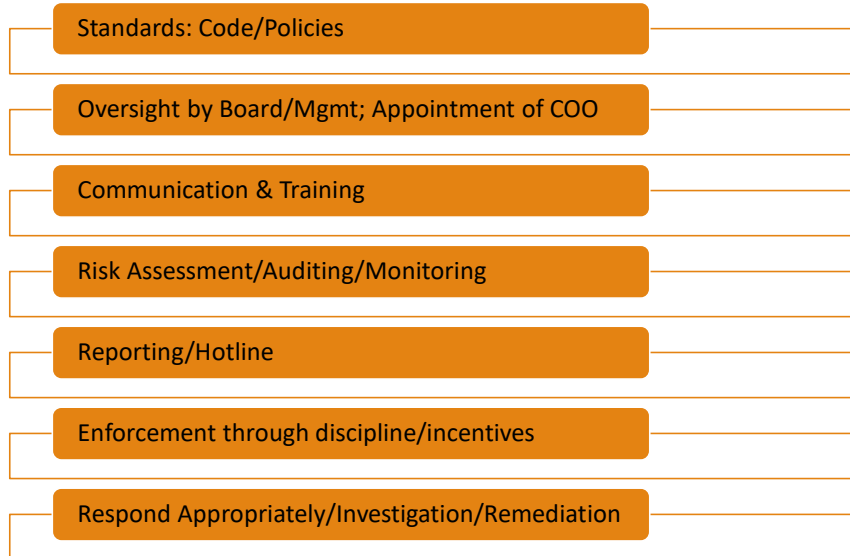 Standards: Code/Policies
Oversight by Board/Mgmt; Appointment of COO
Communication & Training
Risk Assessment/Auditing/Monitoring
Reporting/Hotline
Enforcement through discipline/incentives
Respond Appropriately/Investigation/Remediation